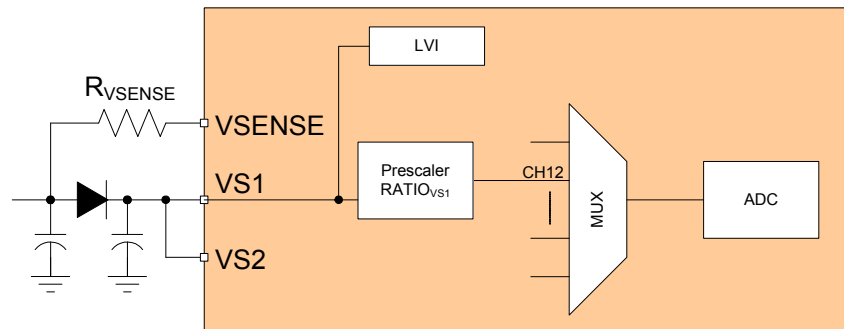 LVI
RVSENSE
VSENSE
VS1
Prescaler
RATIOVS1
CH12
MUX
ADC
VS2